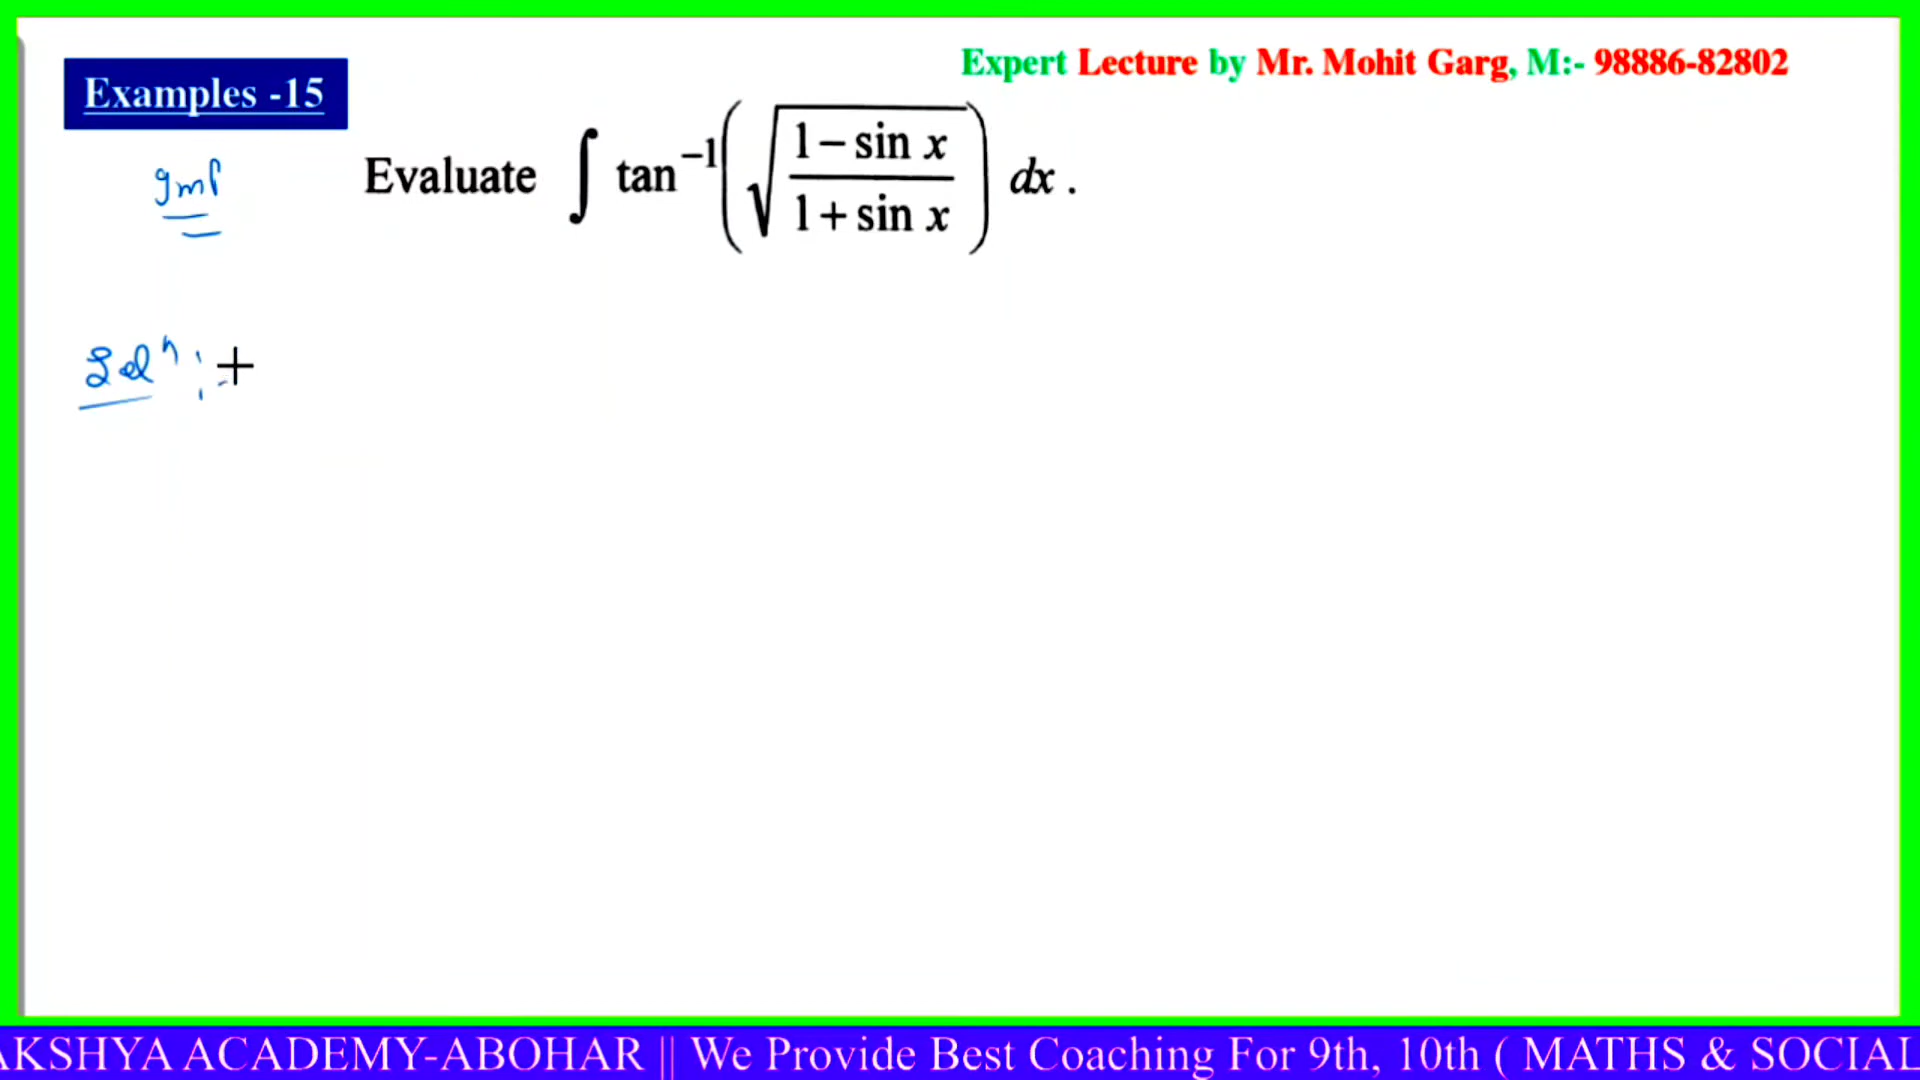 Expert Lecture by Mr. Mohit Garg, M:- 98886-82802
Examples -15
Imp
Evaluate ∫ tan⁻¹(√((1 − sin x)/(1 + sin x))) dx .
Solⁿ :-
AKSHYA ACADEMY-ABOHAR || We Provide Best Coaching For 9th, 10th ( MATHS & SOCIAL